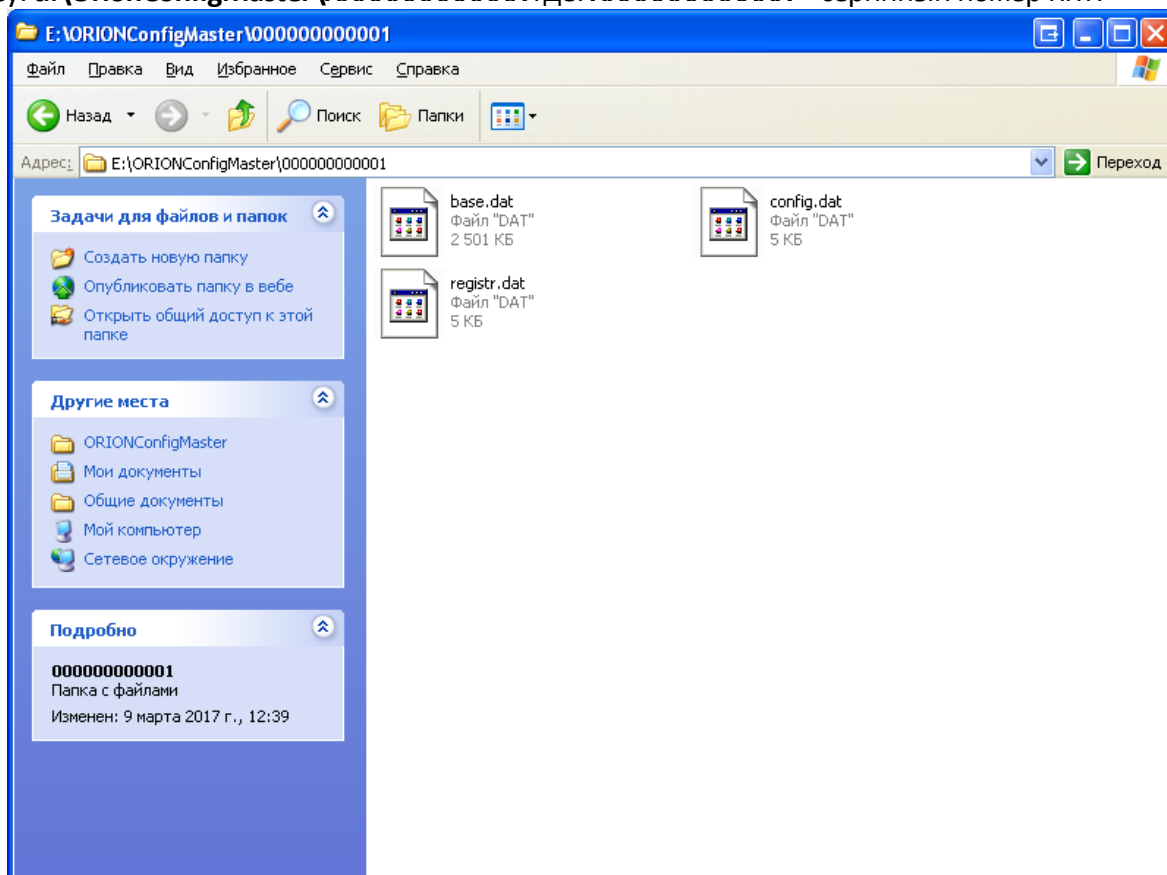 серийный номер
E:\ORIONConfigMaster\000000000001
Файл Правка Вид Избранное Сервис Справка
Назад Поиск Папки
Адрес: E:\ORIONConfigMaster\000000000001 Переход
Задачи для файлов и папок
Создать новую папку
Опубликовать папку в вебе
Открыть общий доступ к этой
папке
Другие места
ORIONConfigMaster
Мои документы
Общие документы
Мой компьютер
Сетевое окружение
Подробно
000000000001
Папка с файлами
Изменен: 9 марта 2017 г., 12:39
base.dat
Файл "DAT"
2 501 КБ
config.dat
Файл "DAT"
5 КБ
registr.dat
Файл "DAT"
5 КБ